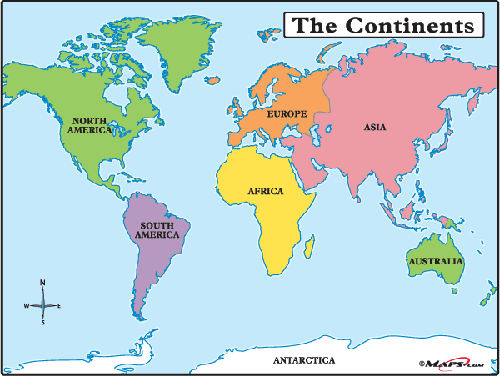 The Continents
NORTH
AMERICA
EUROPE
ASIA
AFRICA
SOUTH
AMERICA
AUSTRALIA
N
W E
S
ANTARCTICA
©MAPS.COM